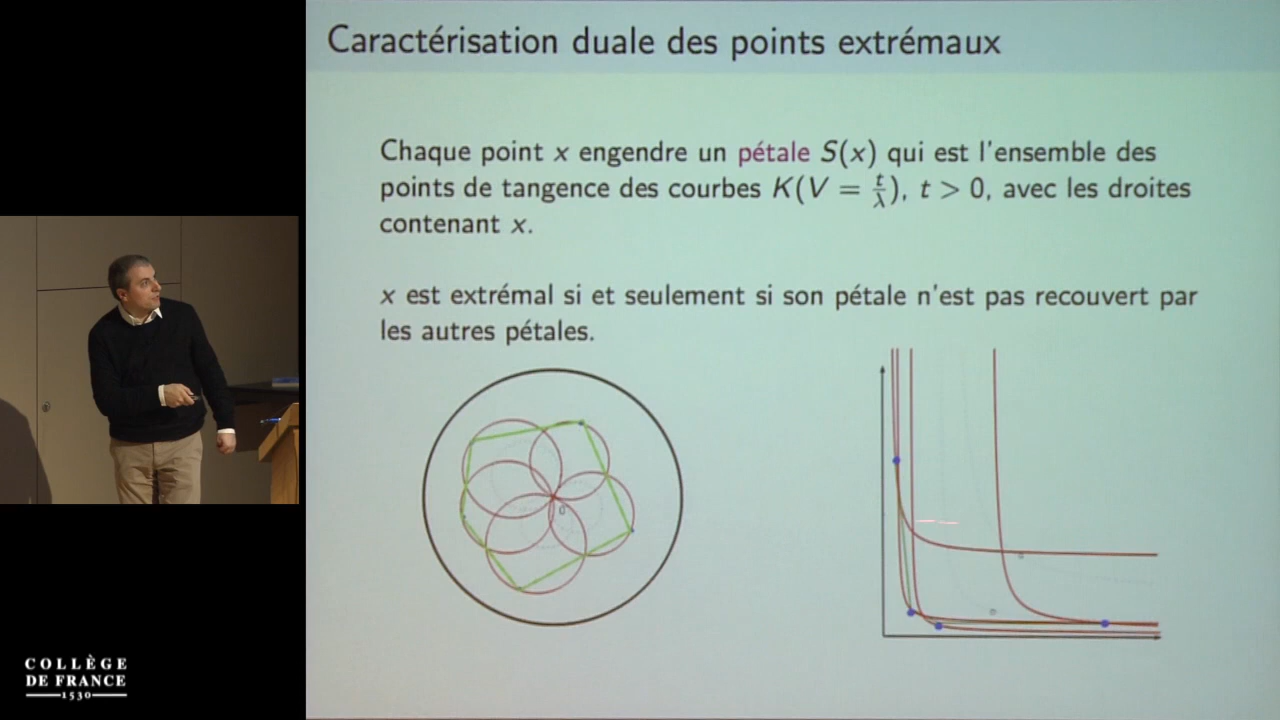 Caractérisation duale des points extrémaux
Chaque point x engendre un pétale S(x) qui est l'ensemble des
points de tangence des courbes K(V = t/λ), t > 0, avec les droites
contenant x.
x est extrémal si et seulement si son pétale n'est pas recouvert par
les autres pétales.
0
COLLÈGE
DE FRANCE
1530